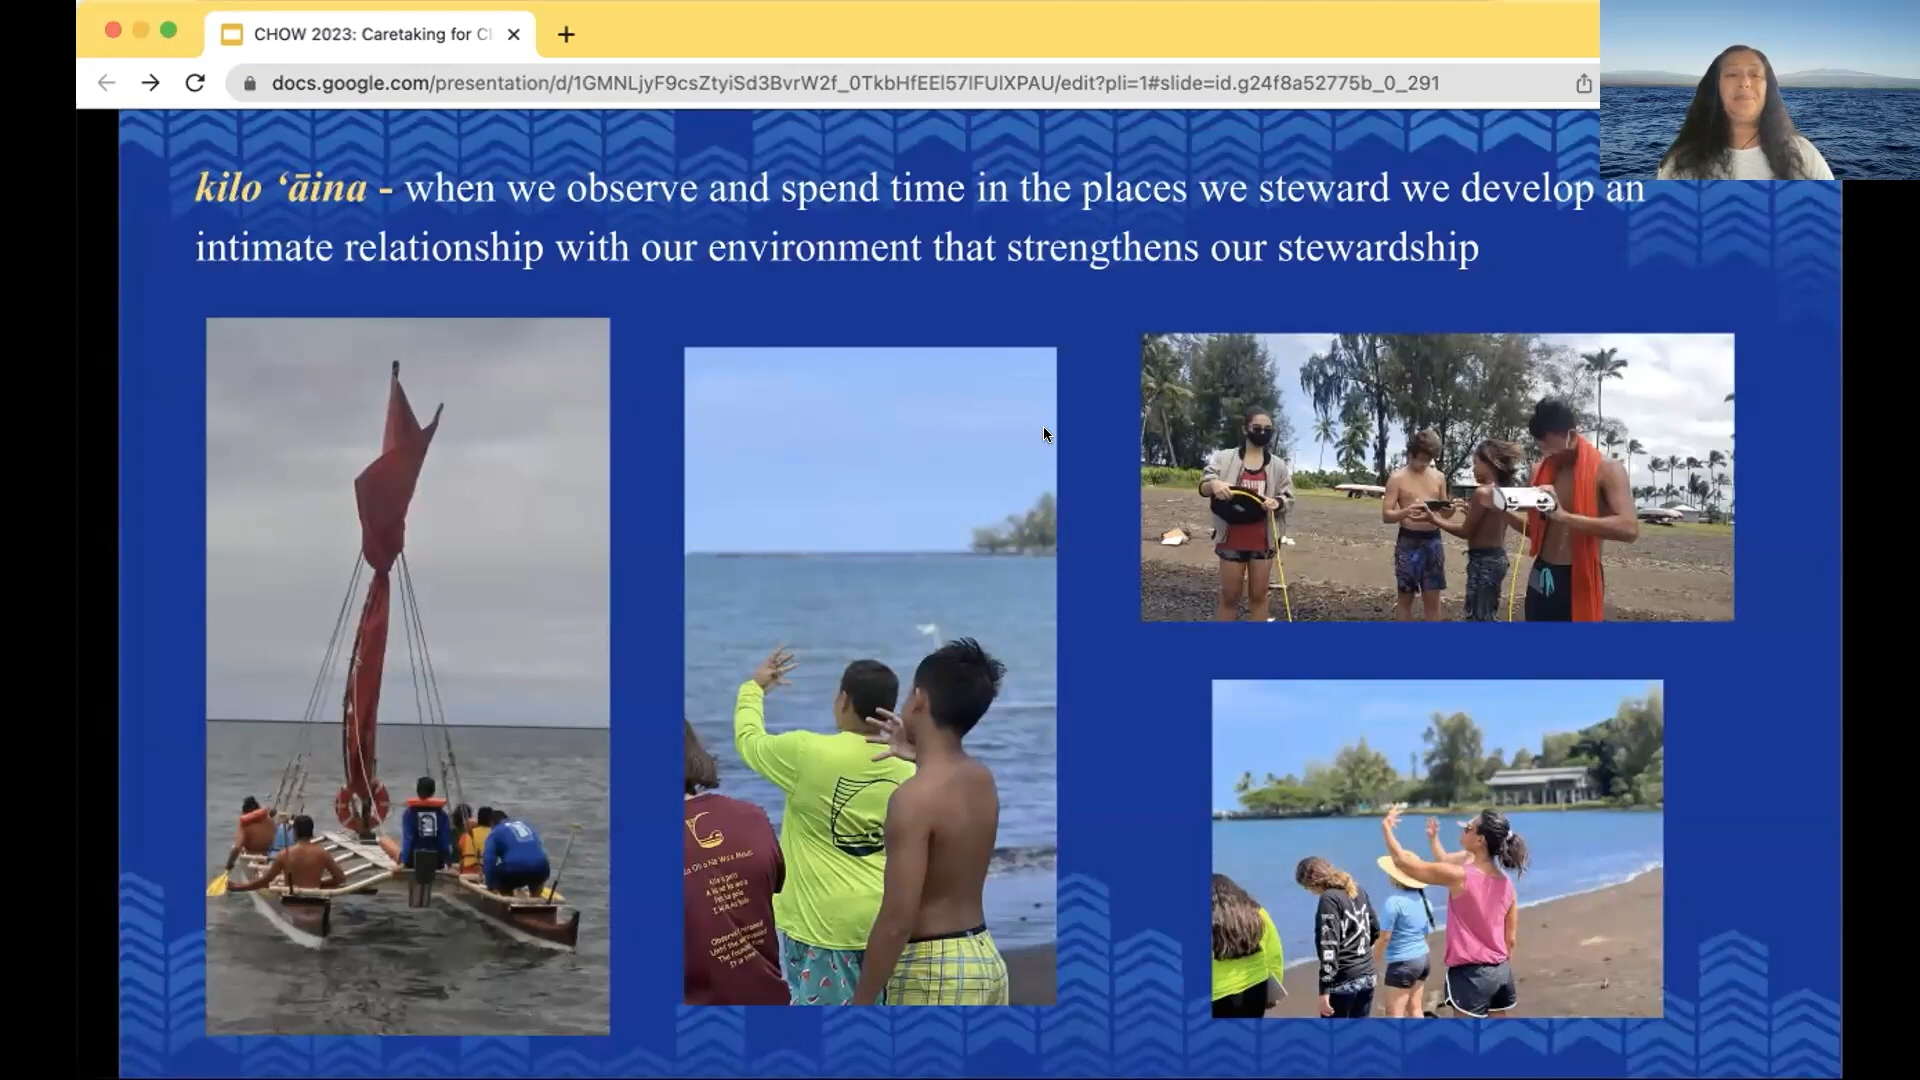 CHOW 2023: Caretaking for Cl
docs.google.com/presentation/d/1GMNLjyF9csZtyiSd3BvrW2f_0TkbHfEEl57lFUlXPAU/edit?pli=1#slide=id.g24f8a52775b_0_291
kilo ʻāina - when we observe and spend time in the places we steward we develop an
intimate relationship with our environment that strengthens our stewardship